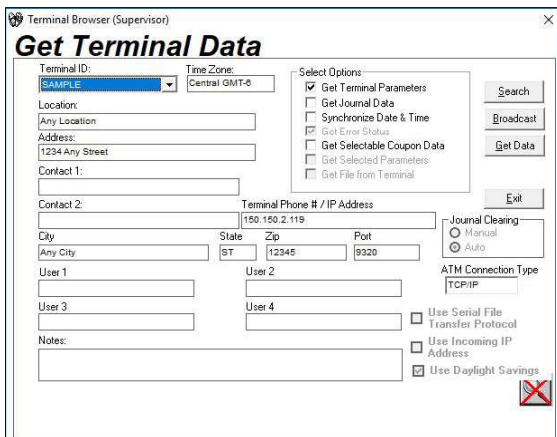 Terminal Browser (Supervisor)
Get Terminal Data
Terminal ID:
SAMPLE
Time Zone:
Central GMT-6
Location:
Any Location
Address:
1234 Any Street
Contact 1:
Contact 2:
Terminal Phone # / IP Address
150.150.2.119
City
Any City
State
ST
Zip
12345
Port
9320
User 1
User 2
User 3
User 4
Notes:
Select Options
Get Terminal Parameters
Get Journal Data
Synchronize Date & Time
Get Error Status
Get Selectable Coupon Data
Get Selected Parameters
Get File from Terminal
Search
Broadcast
Get Data
Exit
Journal Clearing
Manual
Auto
ATM Connection Type
TCP/IP
Use Serial File
Transfer Protocol
Use Incoming IP
Address
Use Daylight Savings